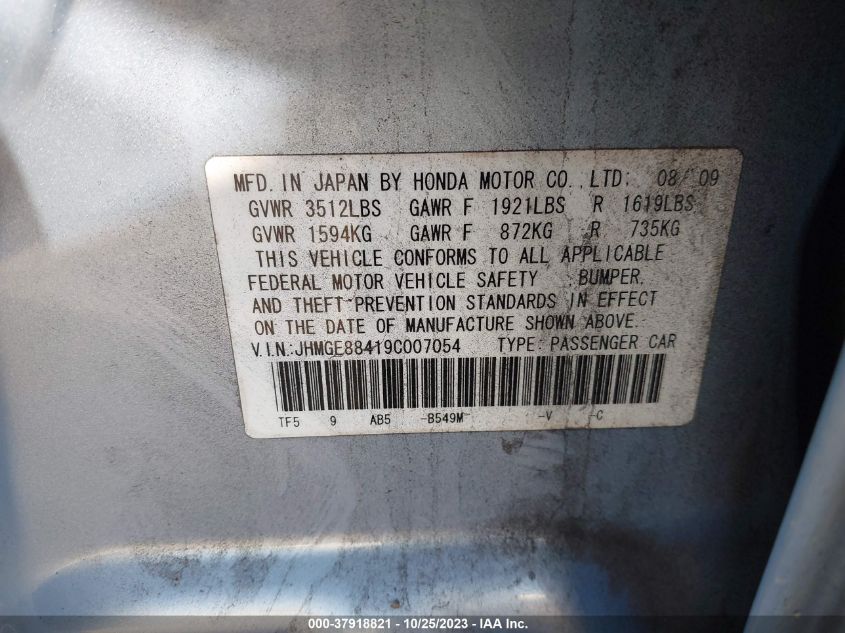 MFD. IN JAPAN BY HONDA MOTOR CO., LTD. 08/09
GVWR 3512LBS GAWR F 1921LBS R 1619LBS
GVWR 1594KG GAWR F 872KG R 735KG
THIS VEHICLE CONFORMS TO ALL APPLICABLE
FEDERAL MOTOR VEHICLE SAFETY , BUMPER,
AND THEFT PREVENTION STANDARDS IN EFFECT
ON THE DATE OF MANUFACTURE SHOWN ABOVE.
V.I.N.:JHMGE88419C007054 TYPE: PASSENGER CAR
TF5 9 AB5 -B549M -V -C
000-37918821 - 10/25/2023 - IAA Inc.